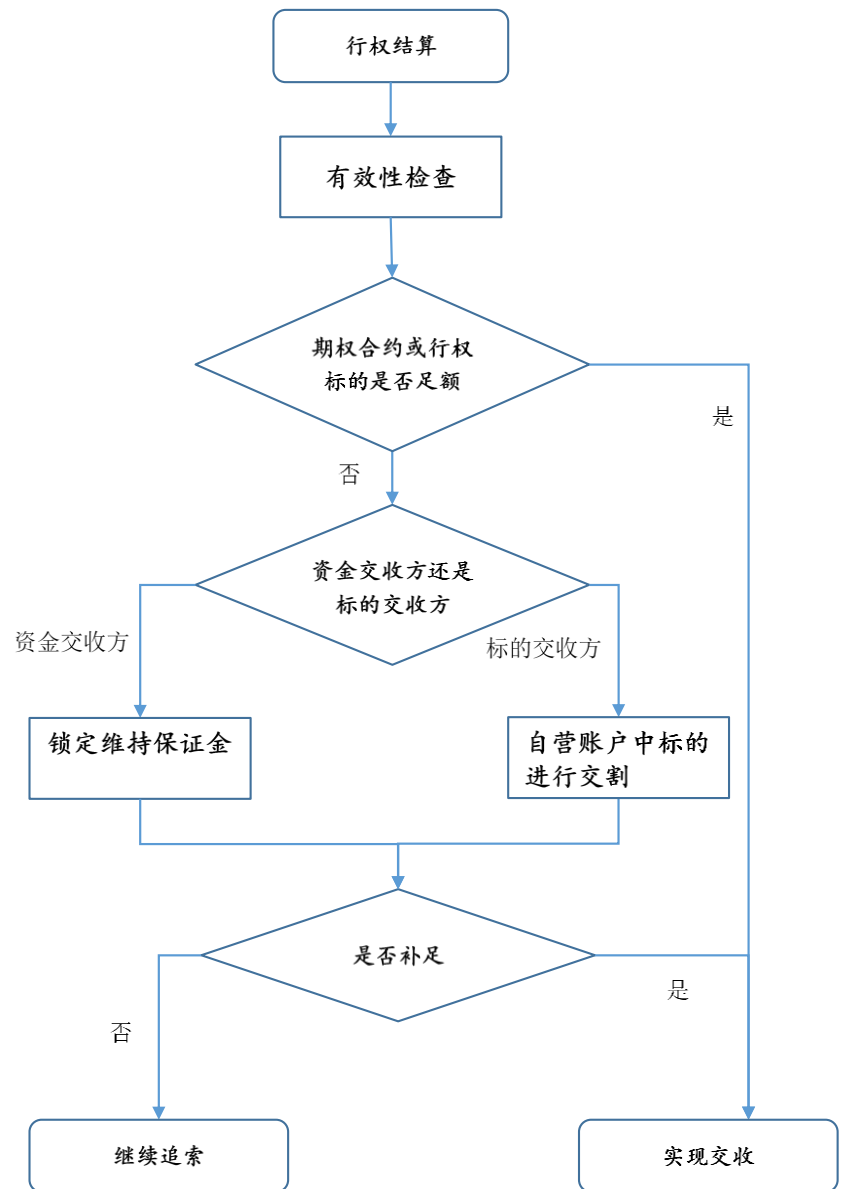 行权结算
有效性检查
期权合约或行权
标的是否足额
是
否
资金交收方还是
标的交收方
资金交收方
标的交收方
锁定维持保证金
自营账户中标的
进行交割
是否补足
是
否
继续追索
实现交收